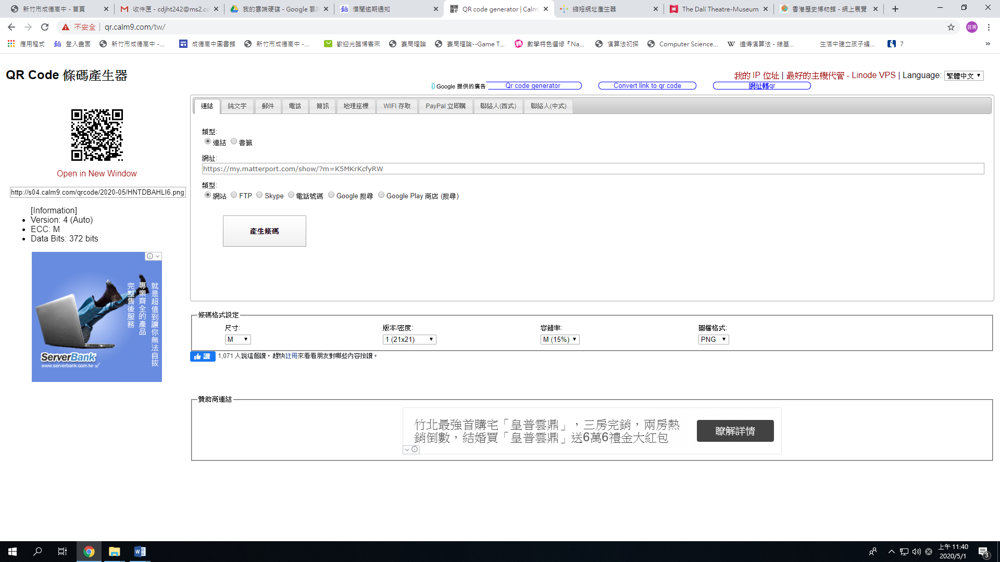 新竹市成德高中 - 首頁
收件匣 - cdjht242@ms2.cd
我的雲端硬碟 - Google 雲端
借閱逾期通知
QR code generator | Calm
縮短網址產生器
The Dalí Theatre-Museum
香港歷史博物館 - 網上展覽
不安全 qr.calm9.com/tw/
芸菁
應用程式
鉑 登入畫面
新竹市成德高中 -...
成德高中圖書館
新竹市成德高中 -...
歡迎光臨博客來
賽局理論
賽局理論--Game T...
數學特色選修『Na...
演算法初探
Computer Science...
W 遺傳演算法 - 維基...
生活中建立孩子編...
7
QR Code 條碼產生器
我的 IP 位址 | 最好的主機代管 - Linode VPS | Language: 繁體中文
Google 提供的廣告 Qr code generator Convert link to qr code 網址轉qr
連結 純文字 郵件 電話 簡訊 地理座標 WIFI 存取 PayPal 立即購 聯絡人(西式) 聯絡人(中式)
類型:
連結 書籤
網址:
https://my.matterport.com/show/?m=K5MKrKcfyRW
類型:
網站 FTP Skype 電話號碼 Google 搜尋 Google Play 商店 (搜尋)
產生條碼
Open in New Window
http://s04.calm9.com/qrcode/2020-05/HNTDBAHLI6.png
[Information]
Version: 4 (Auto)
ECC: M
Data Bits: 372 bits
就是超值到讓你無法自拔
專業齊全的產品
完整售後服務
ServerBank
www.serverbank.com.tw
條碼格式設定
尺寸: 版本/密度: 容錯率: 圖檔格式:
M 1 (21x21) M (15%) PNG
讚 1,071 人說這個讚。趕快註冊來看看朋友對哪些內容按讚。
贊助商連結
竹北最強首購宅「皇普雲鼎」，三房完銷，兩房熱
銷倒數，結婚買「皇普雲鼎」送6萬6禮金大紅包
瞭解詳情
上午 11:40
2020/5/1
3